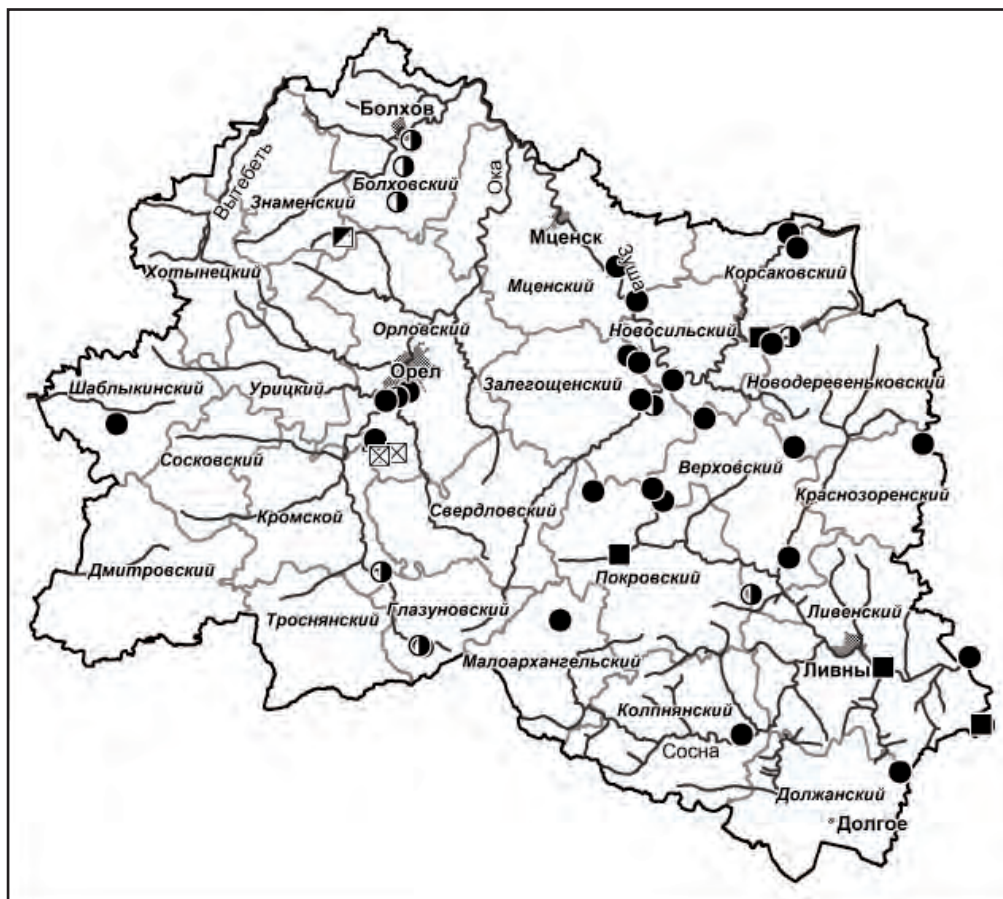 Болхов
Болховский
Вытебеть
Знаменский
Ока
Мценск
Зуша
Корсаковский
Хотынецкий
Мценский
Орловский
Новосильский
Орел
Шаблыкинский
Урицкий
Залегощенский
Новодеревеньковский
Сосковский
Верховский
Краснозоренский
Кромской
Свердловский
Дмитровский
Покровский
Троснянский
Глазуновский
Ливенский
Малоархангельский
Ливны
Колпнянский
Сосна
Должанский
Долгое